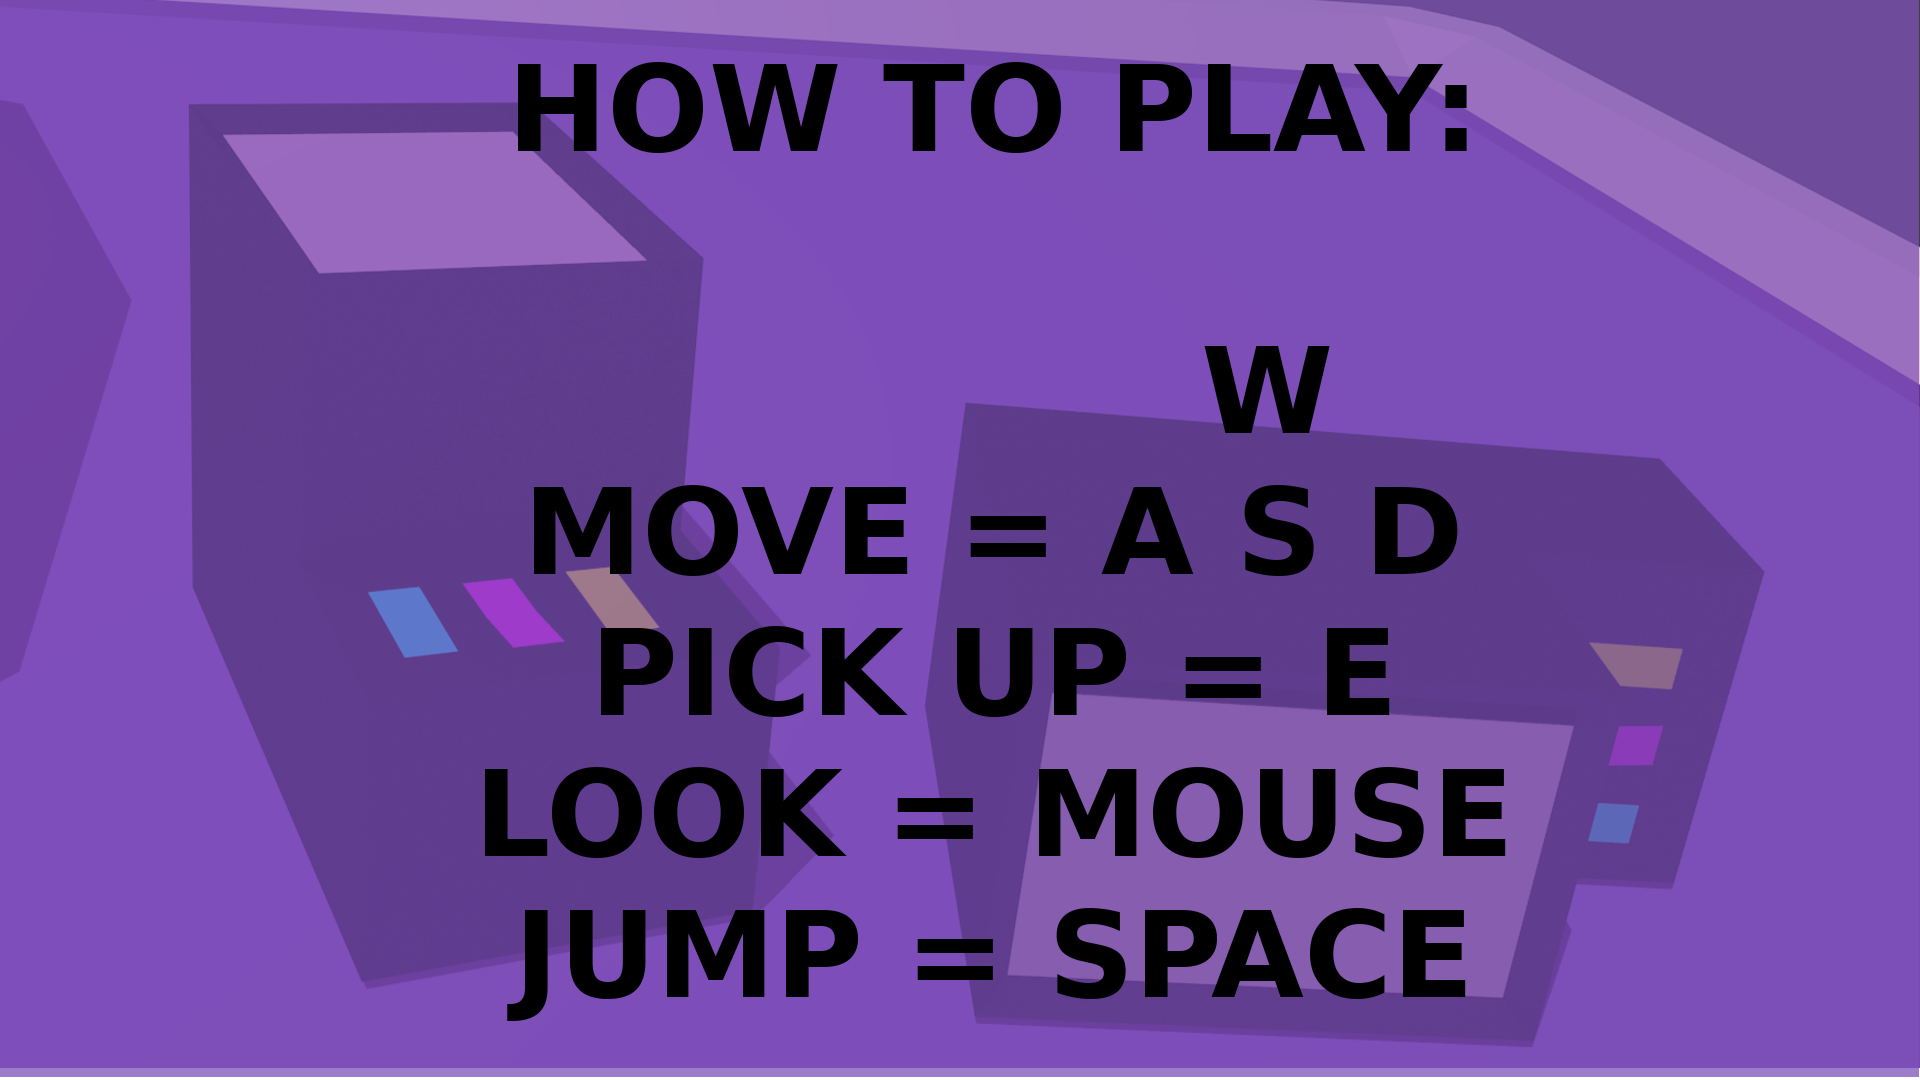 HOW TO PLAY:
W
MOVE = A S D
PICK UP = E
LOOK = MOUSE
JUMP = SPACE